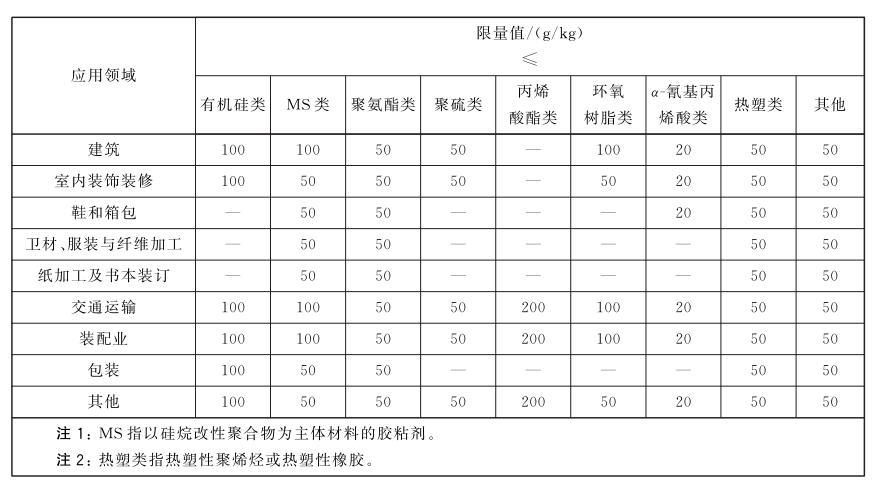 应用领域 限量值/(g/kg)
≤
有机硅类 MS 类 聚氨酯类 聚硫类 丙烯酸酯类 环氧树脂类 α-氰基丙烯酸类 热塑类 其他
建筑 100 100 50 50 — 100 20 50 50
室内装饰装修 100 50 50 50 — 50 20 50 50
鞋和箱包 — 50 50 — — — 20 50 50
卫材、服装与纤维加工 — 50 50 — — — — 50 50
纸加工及书本装订 — 50 50 — — — — 50 50
交通运输 100 100 50 50 200 100 20 50 50
装配业 100 100 50 50 200 100 20 50 50
包装 100 50 50 — — — — 50 50
其他 100 50 50 50 200 50 20 50 50
注 1: MS 指以硅烷改性聚合物为主体材料的胶粘剂。
注 2: 热塑类指热塑性聚烯烃或热塑性橡胶。